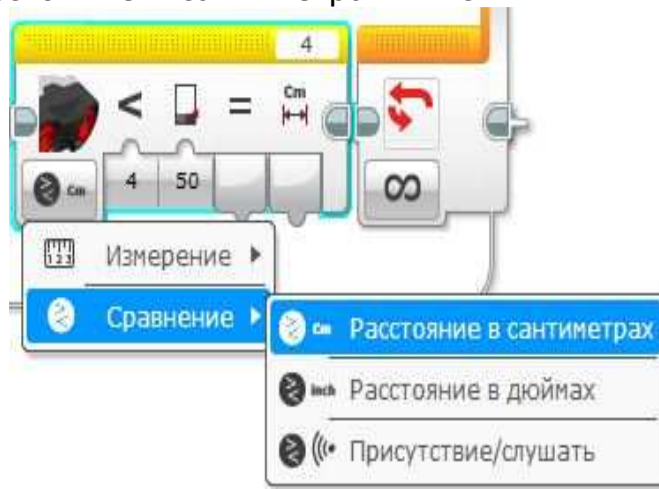 4
Cm
< =
Cm 4 50
∞
Измерение
Сравнение
Cm Расстояние в сантиметрах
inch Расстояние в дюймах
Присутствие/слушать